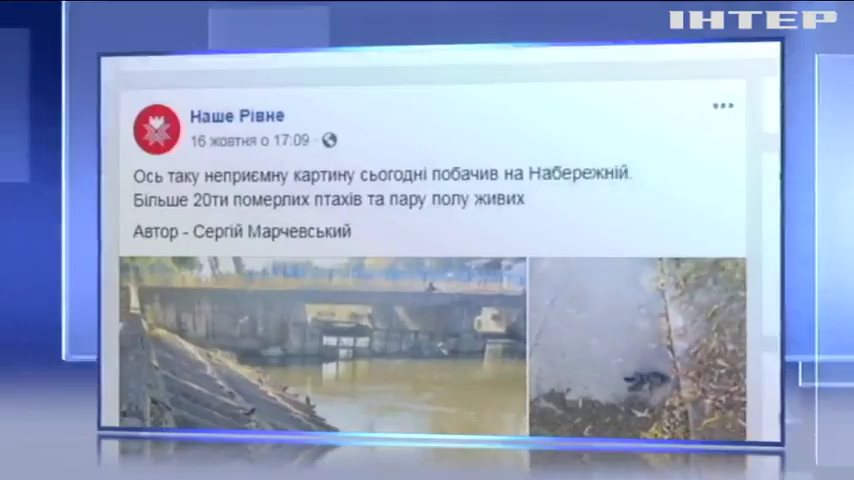 ІНТЕР
Наше Рівне
16 жовтня о 17:09
Ось таку неприємну картину сьогодні побачив на Набережній.
Більше 20ти померлих птахів та пару полу живих
Автор - Сергій Марчевський